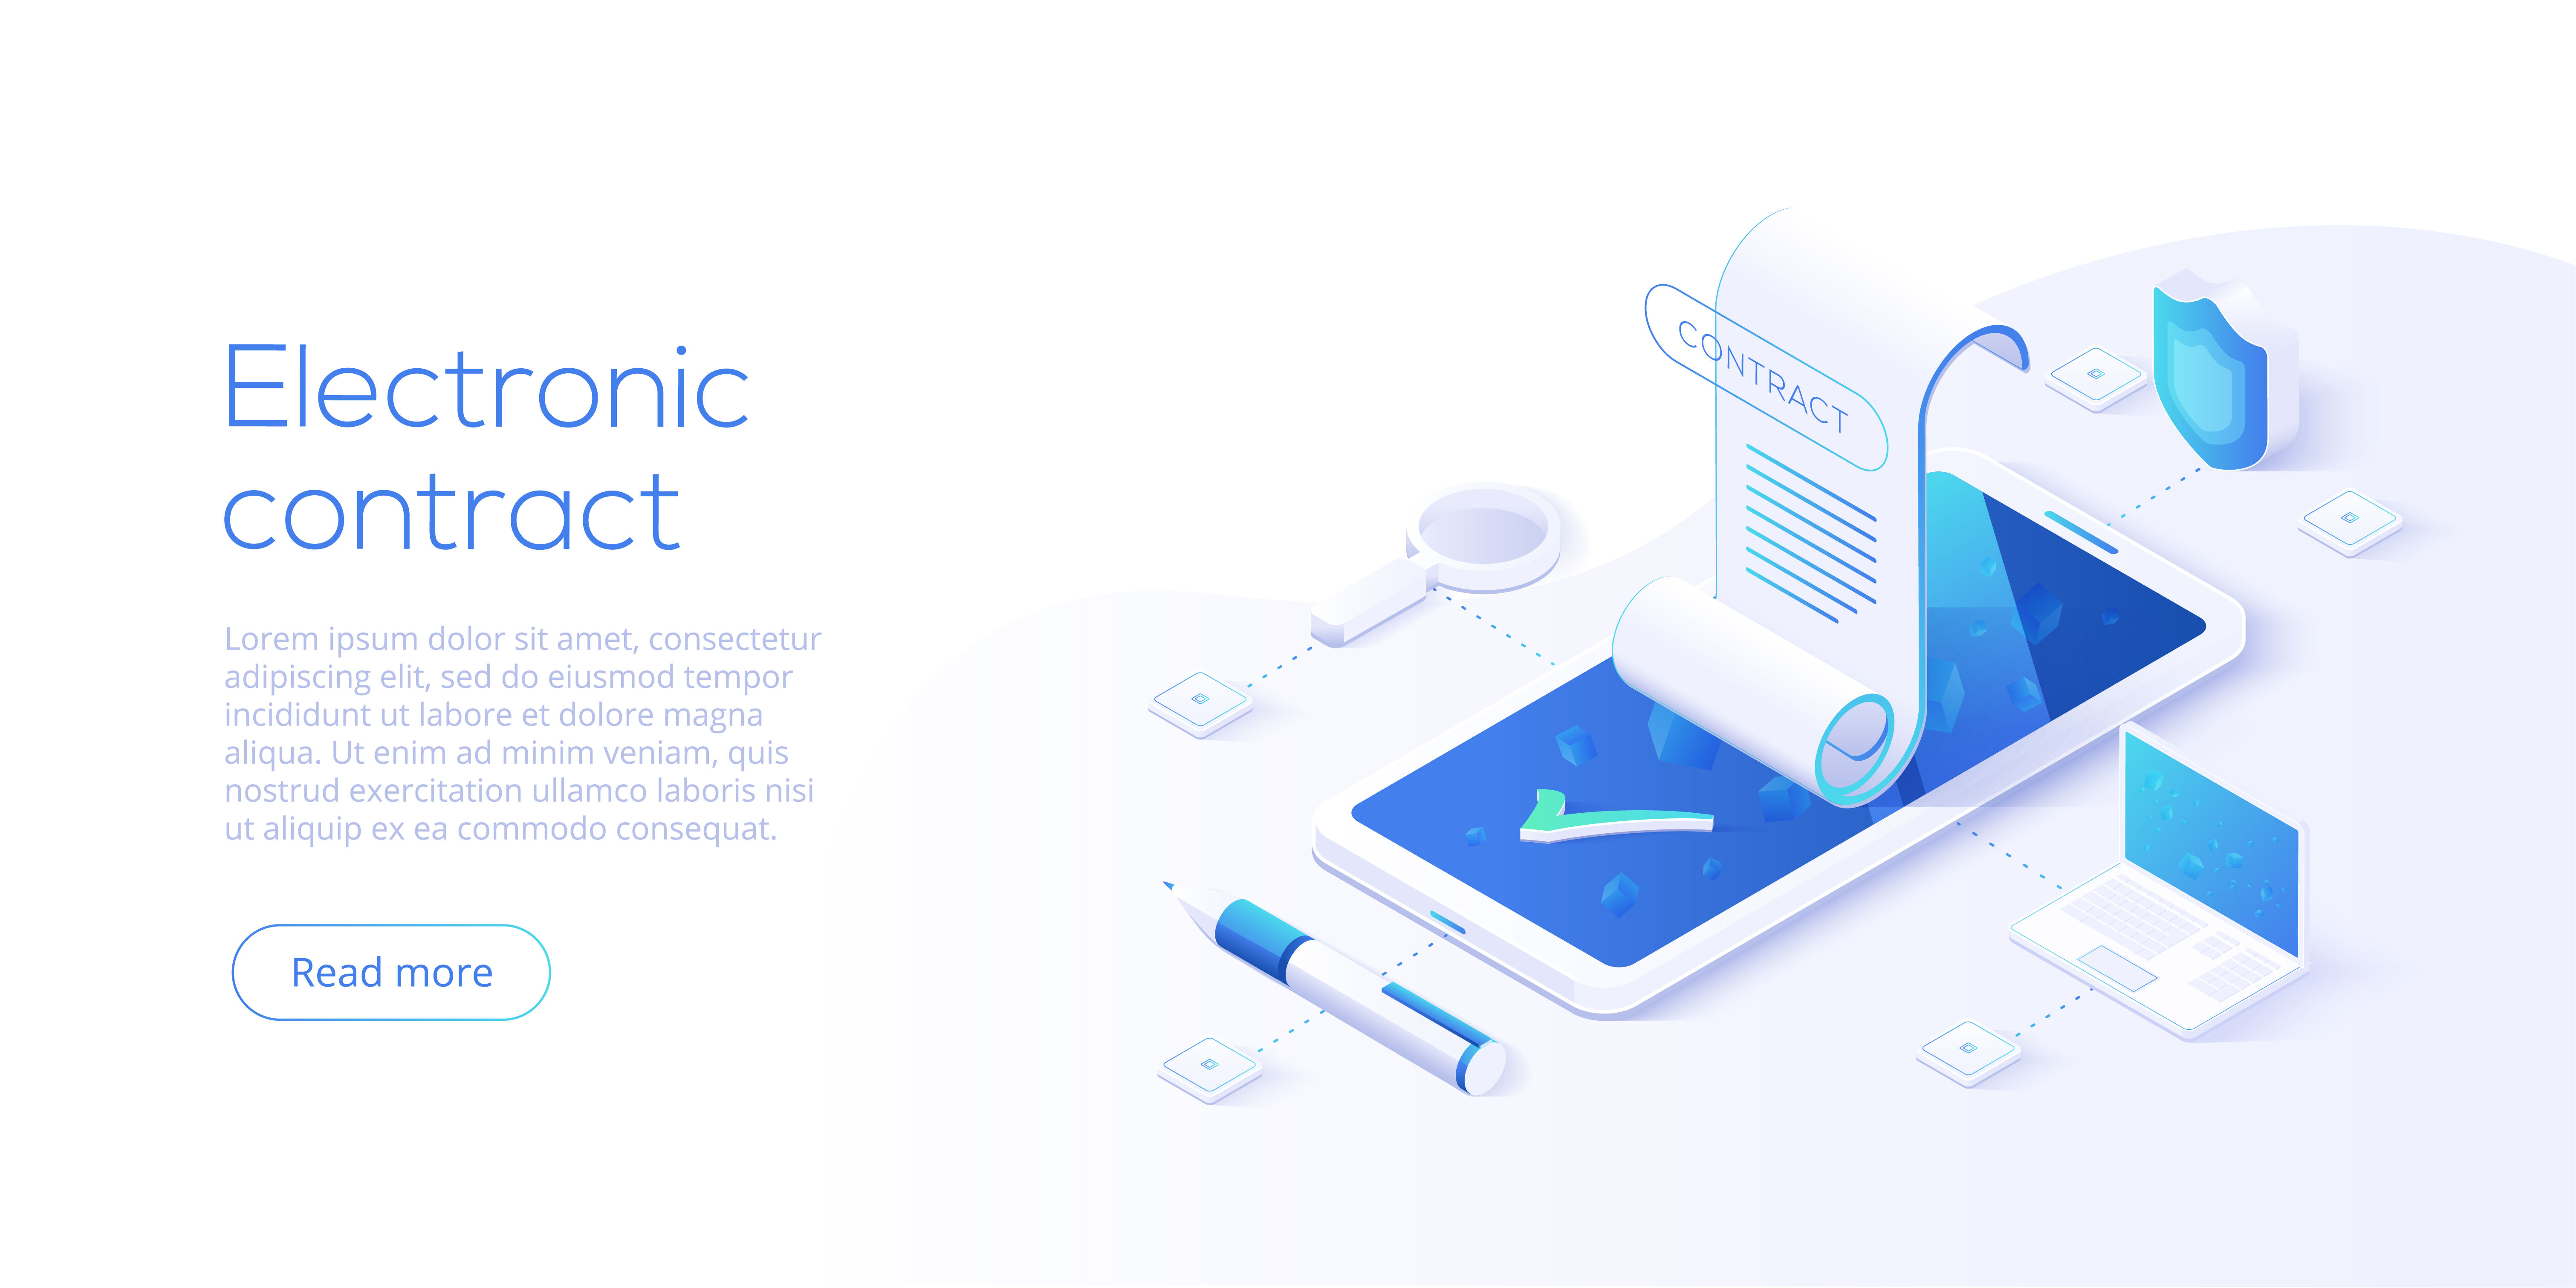 Electronic
contract
Lorem ipsum dolor sit amet, consectetur
adipiscing elit, sed do eiusmod tempor
incididunt ut labore et dolore magna
aliqua. Ut enim ad minim veniam, quis
nostrud exercitation ullamco laboris nisi
ut aliquip ex ea commodo consequat.
Read more
CONTRACT